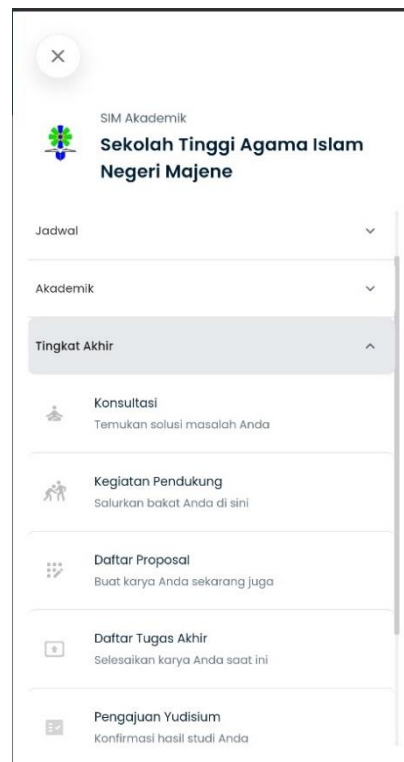 SIM Akademik
Sekolah Tinggi Agama Islam
Negeri Majene
Jadwal
Akademik
Tingkat Akhir
Konsultasi
Temukan solusi masalah Anda
Kegiatan Pendukung
Salurkan bakat Anda di sini
Daftar Proposal
Buat karya Anda sekarang juga
Daftar Tugas Akhir
Selesaikan karya Anda saat ini
Pengajuan Yudisium
Konfirmasi hasil studi Anda